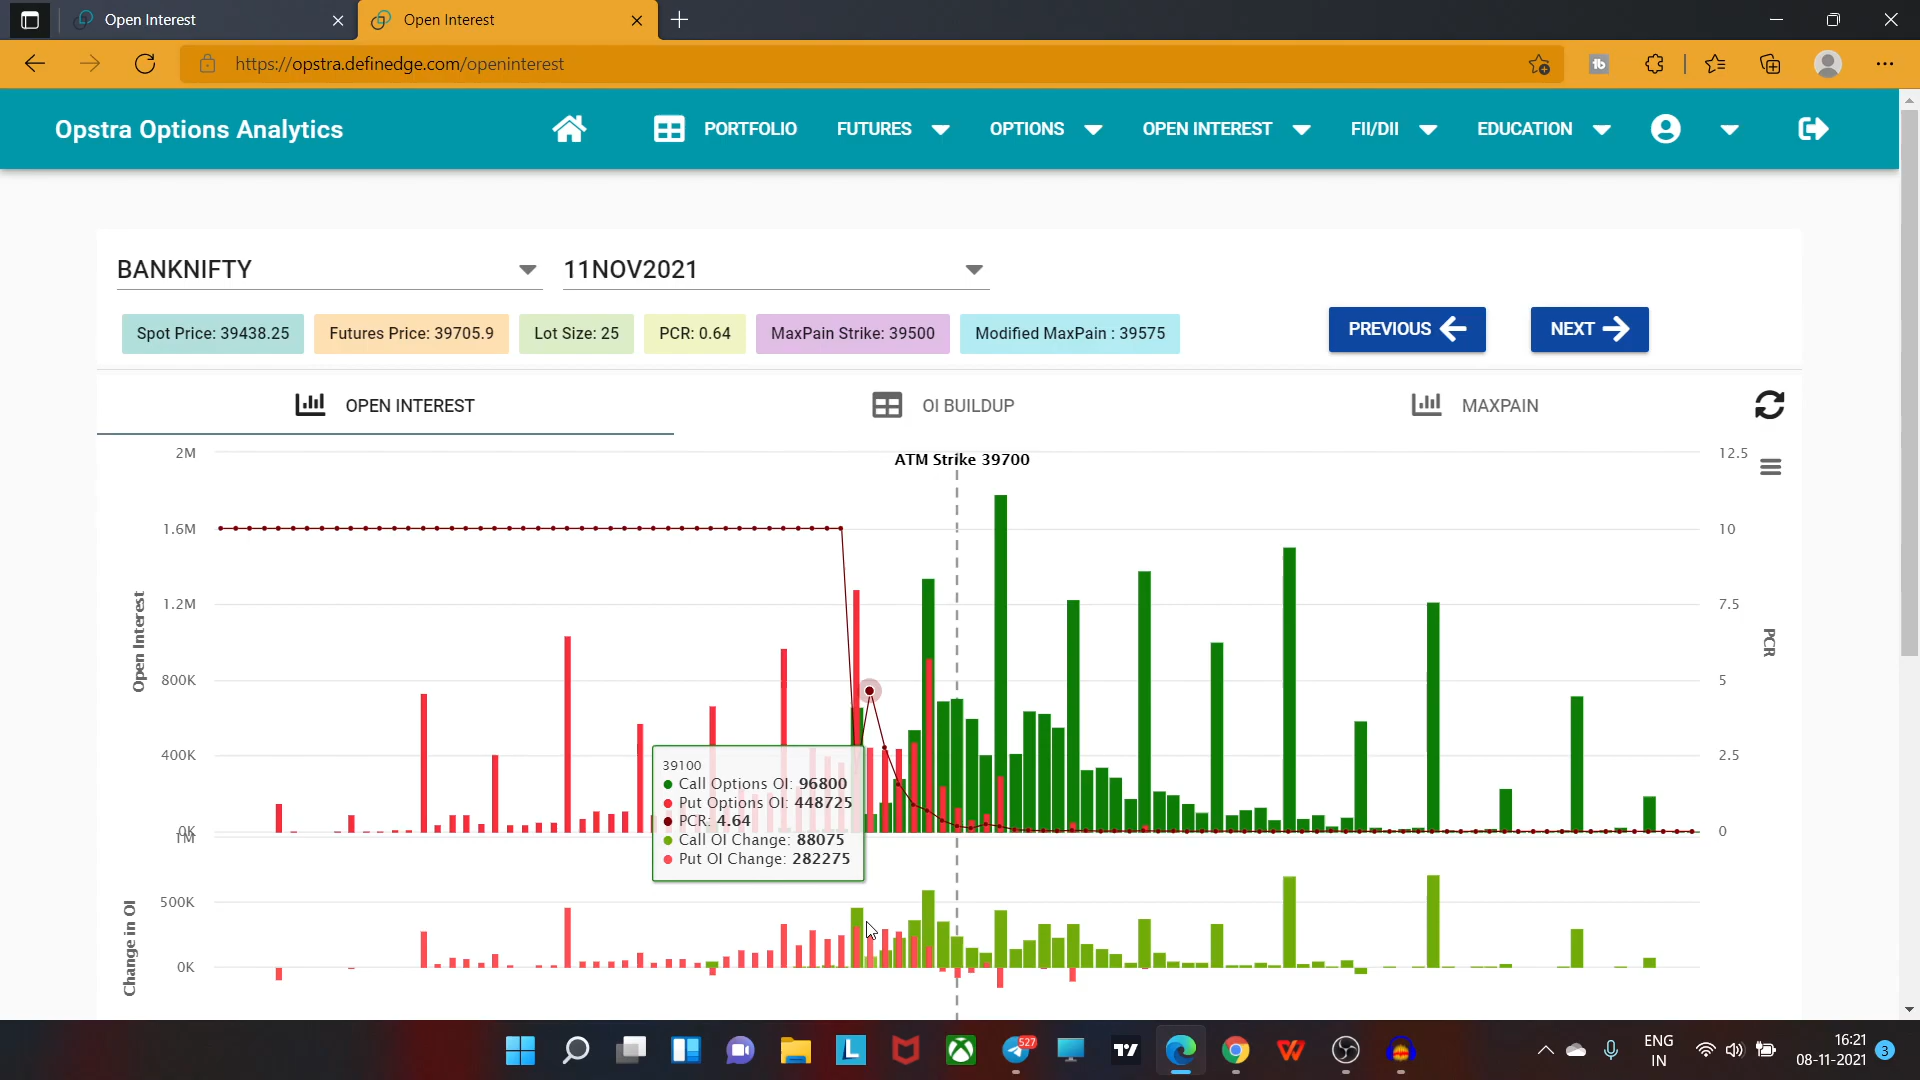 Open Interest
Open Interest
https://opstra.definedge.com/openinterest
Opstra Options Analytics
PORTFOLIO
FUTURES
OPTIONS
OPEN INTEREST
FII/DII
EDUCATION
BANKNIFTY
11NOV2021
Spot Price: 39438.25
Futures Price: 39705.9
Lot Size: 25
PCR: 0.64
MaxPain Strike: 39500
Modified MaxPain : 39575
PREVIOUS
NEXT
OPEN INTEREST
OI BUILDUP
MAXPAIN
ATM Strike 39700
2M
1.6M
1.2M
800K
400K
0K
Open Interest
12.5
10
7.5
5
2.5
0
PCR
39100
Call Options OI: 96800
Put Options OI: 448725
PCR: 4.64
Call OI Change: 88075
Put OI Change: 282275
1M
500K
0K
Change in OI
527
ENG
IN
16:21
08-11-2021
3